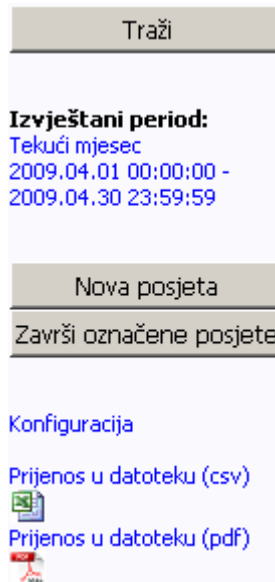 Traži
Izvještani period:
Tekući mjesec
2009.04.01 00:00:00 -
2009.04.30 23:59:59
Nova posjeta
Završi označene posjete
Konfiguracija
Prijenos u datoteku (csv)
Prijenos u datoteku (pdf)